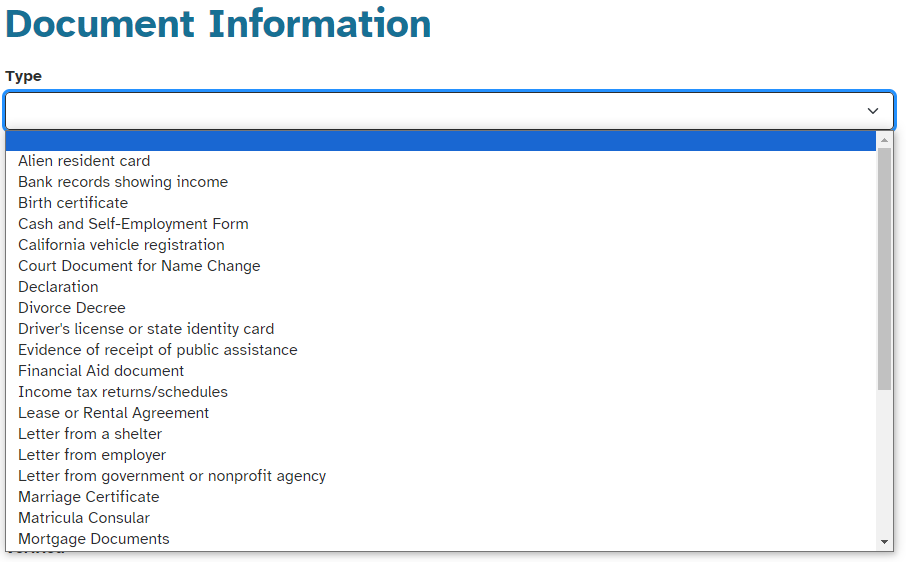 Document Information
Type
Alien resident card
Bank records showing income
Birth certificate
Cash and Self-Employment Form
California vehicle registration
Court Document for Name Change
Declaration
Divorce Decree
Driver's license or state identity card
Evidence of receipt of public assistance
Financial Aid document
Income tax returns/schedules
Lease or Rental Agreement
Letter from a shelter
Letter from employer
Letter from government or nonprofit agency
Marriage Certificate
Matricula Consular
Mortgage Documents